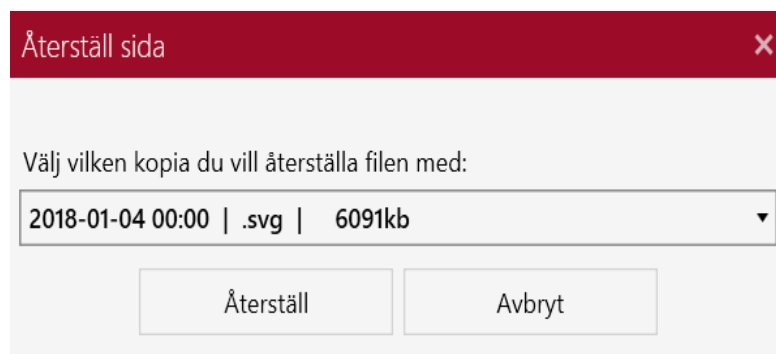 Återställ sida
Välj vilken kopia du vill återställa filen med:
2018-01-04 00:00 | .svg | 6091kb
Återställ Avbryt